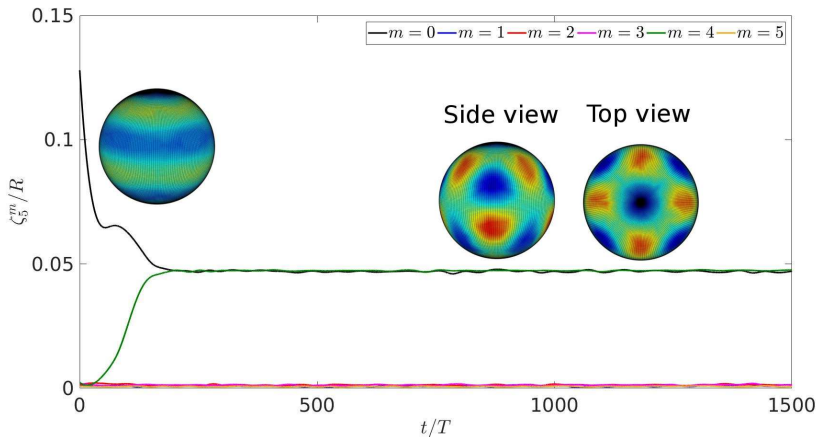 0.15
m = 0 m = 1 m = 2 m = 3 m = 4 m = 5
Side view Top view
0.1
ζ₅ᵐ/R
0.05
0
0 500 1000 1500
t/T